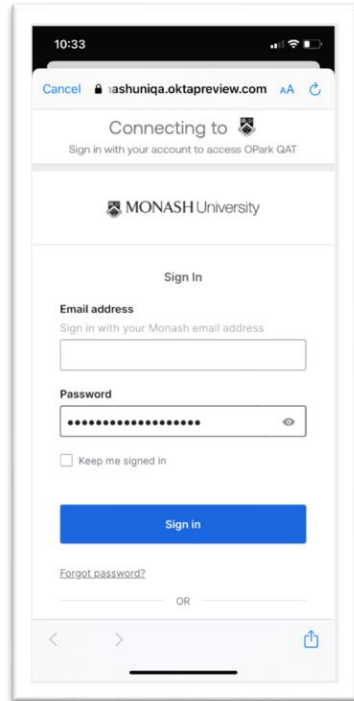 10:33
Cancel ashuniqa.oktapreview.com AA
Connecting to
Sign in with your account to access OPark QAT
MONASH University
Sign In
Email address
Sign in with your Monash email address
Password
•••••••••••••••••••
Keep me signed in
Sign in
Forgot password?
OR